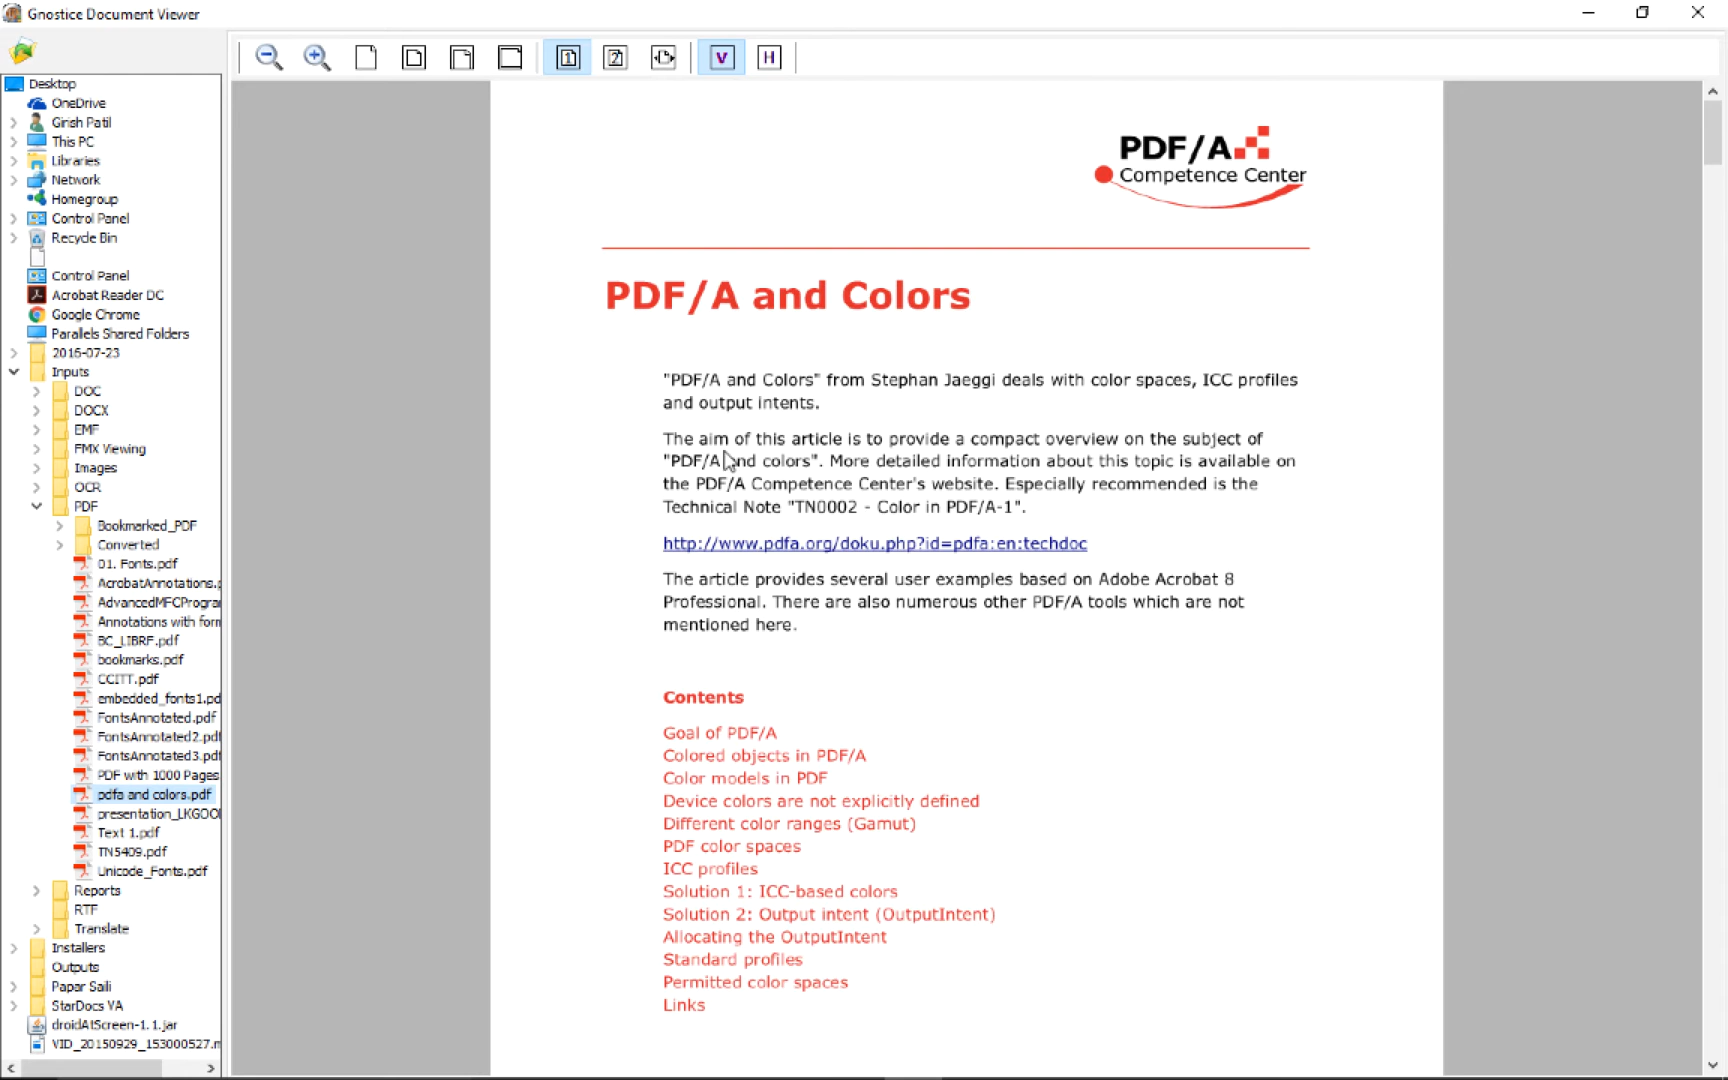 Gnostice Document Viewer
1
2
V
H
Desktop
OneDrive
Girish Patil
This PC
Libraries
Network
Homegroup
Control Panel
Recycle Bin
Control Panel
Acrobat Reader DC
Google Chrome
Parallels Shared Folders
2015-07-23
Inputs
DOC
DOCX
EMF
FMX Viewing
Images
OCR
PDF
Bookmarked_PDF
Converted
01. Fonts.pdf
AcrobatAnnotations.p
AdvancedMFCPrograr
Annotations with forn
BC_LIBRF.pdf
bookmarks.pdf
CCITT.pdf
embedded_fonts1.pd
FontsAnnotated.pdf
FontsAnnotated2.pdf
FontsAnnotated3.pdf
PDF with 1000 Pages
pdfa and colors.pdf
presentation_LKGOOI
Text 1.pdf
TN5409.pdf
Unicode_Fonts.pdf
Reports
RTF
Translate
Installers
Outputs
Papar Saili
StarDocs VA
droidAtScreen-1.1.jar
VID_20150929_153000527.m
PDF/A
Competence Center
PDF/A and Colors
"PDF/A and Colors" from Stephan Jaeggi deals with color spaces, ICC profiles
and output intents.
The aim of this article is to provide a compact overview on the subject of
"PDF/A and colors". More detailed information about this topic is available on
the PDF/A Competence Center's website. Especially recommended is the
Technical Note "TN0002 - Color in PDF/A-1".
http://www.pdfa.org/doku.php?id=pdfa:en:techdoc
The article provides several user examples based on Adobe Acrobat 8
Professional. There are also numerous other PDF/A tools which are not
mentioned here.
Contents
Goal of PDF/A
Colored objects in PDF/A
Color models in PDF
Device colors are not explicitly defined
Different color ranges (Gamut)
PDF color spaces
ICC profiles
Solution 1: ICC-based colors
Solution 2: Output intent (OutputIntent)
Allocating the OutputIntent
Standard profiles
Permitted color spaces
Links